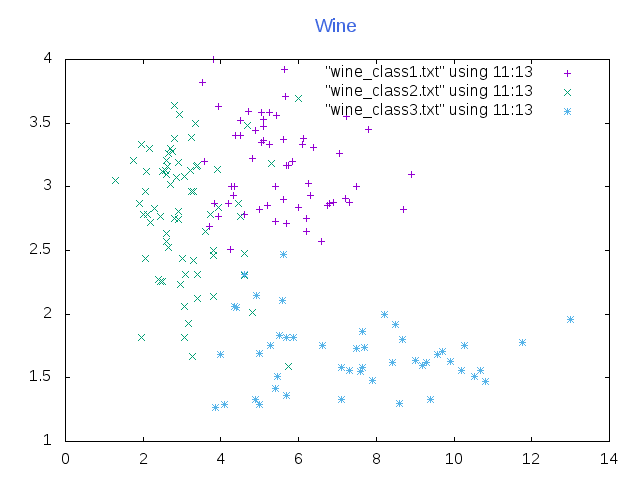 Wine
"wine_class1.txt" using 11:13
"wine_class2.txt" using 11:13
"wine_class3.txt" using 11:13
4
3.5
3
2.5
2
1.5
1
0 2 4 6 8 10 12 14